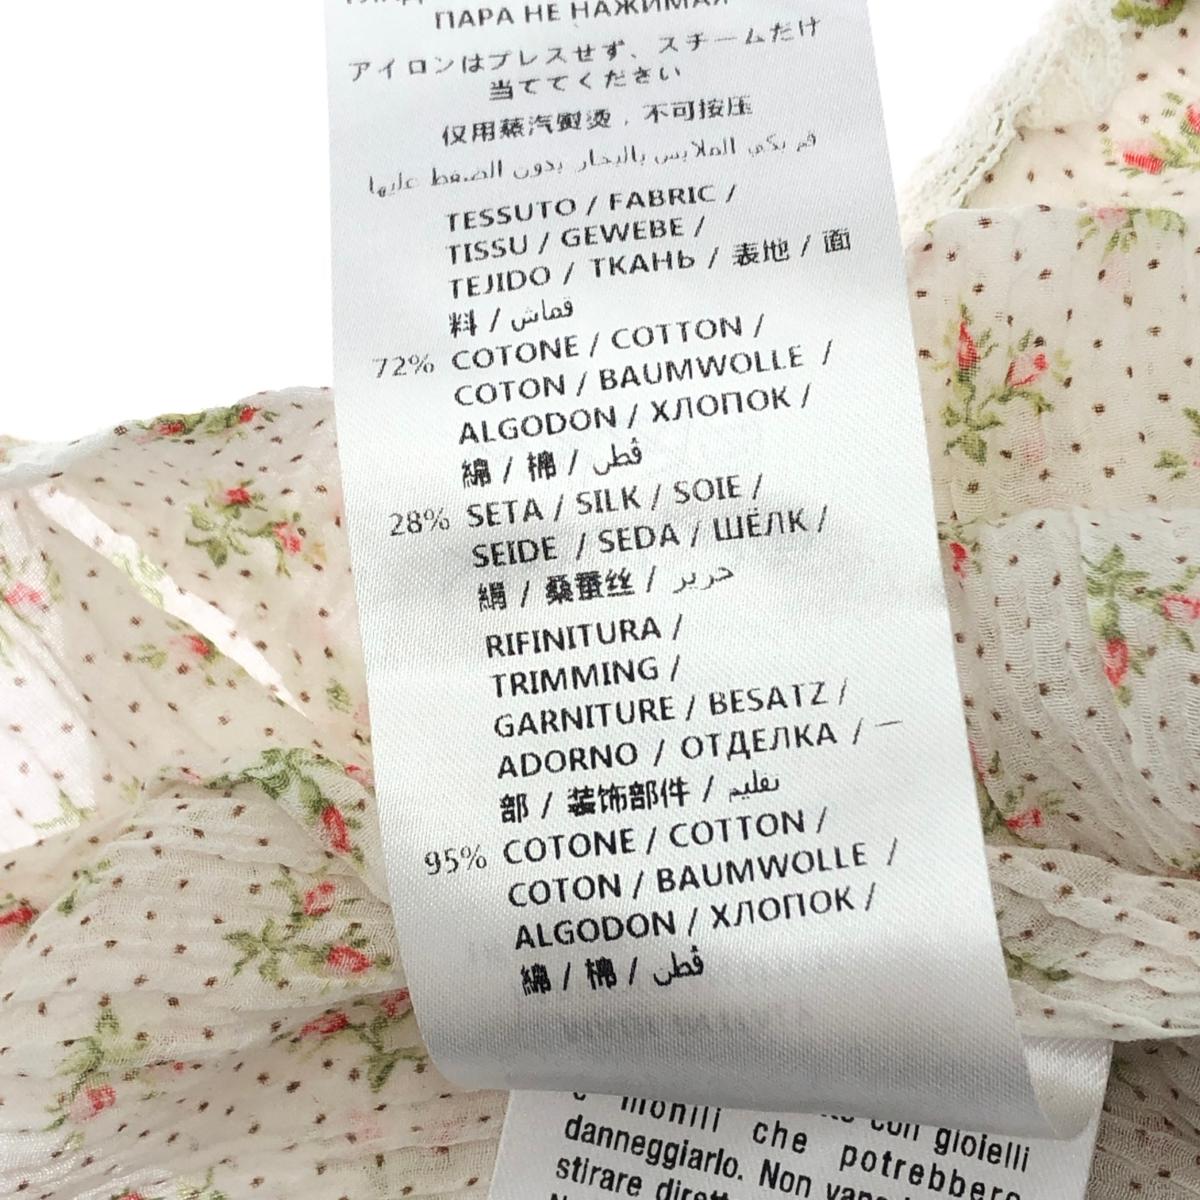 ПАРА НЕ НАЖИМАЯ
アイロンはプレスせず、スチームだけ
当ててください
仅用蒸汽熨烫，不可按压
قم بكي الملابس بالبخار بدون الضغط عليها
TESSUTO / FABRIC /
TISSU / GEWEBE /
TEJIDO / ТКАНЬ / 表地 / 面
料 / قماش
72% COTONE / COTTON /
COTON / BAUMWOLLE /
ALGODON / ХЛОПОК /
綿 / 棉 / قطن
28% SETA / SILK / SOIE /
SEIDE / SEDA / ШЁЛК /
絹 / 桑蚕丝 / حرير
RIFINITURA /
TRIMMING /
GARNITURE / BESATZ /
ADORNO / ОТДЕЛКА / 一
部 / 装饰部件 / تقليم
95% COTONE / COTTON /
COTON / BAUMWOLLE /
ALGODON / ХЛОПОК /
綿 / 棉 / قطن
con gioielli
e monili che potrebbero
danneggiarlo. Non
stirare